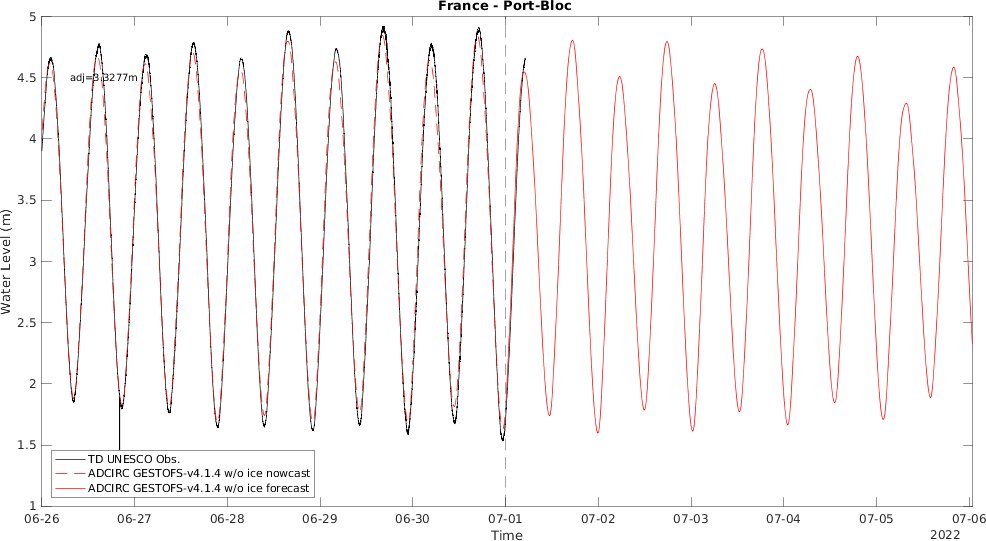 France - Port-Bloc
Water Level (m)
5
4.5
4
3.5
3
2.5
2
1.5
1
adj=3.3277m
TD UNESCO Obs.
ADCIRC GESTOFS-v4.1.4 w/o ice nowcast
ADCIRC GESTOFS-v4.1.4 w/o ice forecast
06-26 06-27 06-28 06-29 06-30 07-01 07-02 07-03 07-04 07-05 07-06
Time
2022